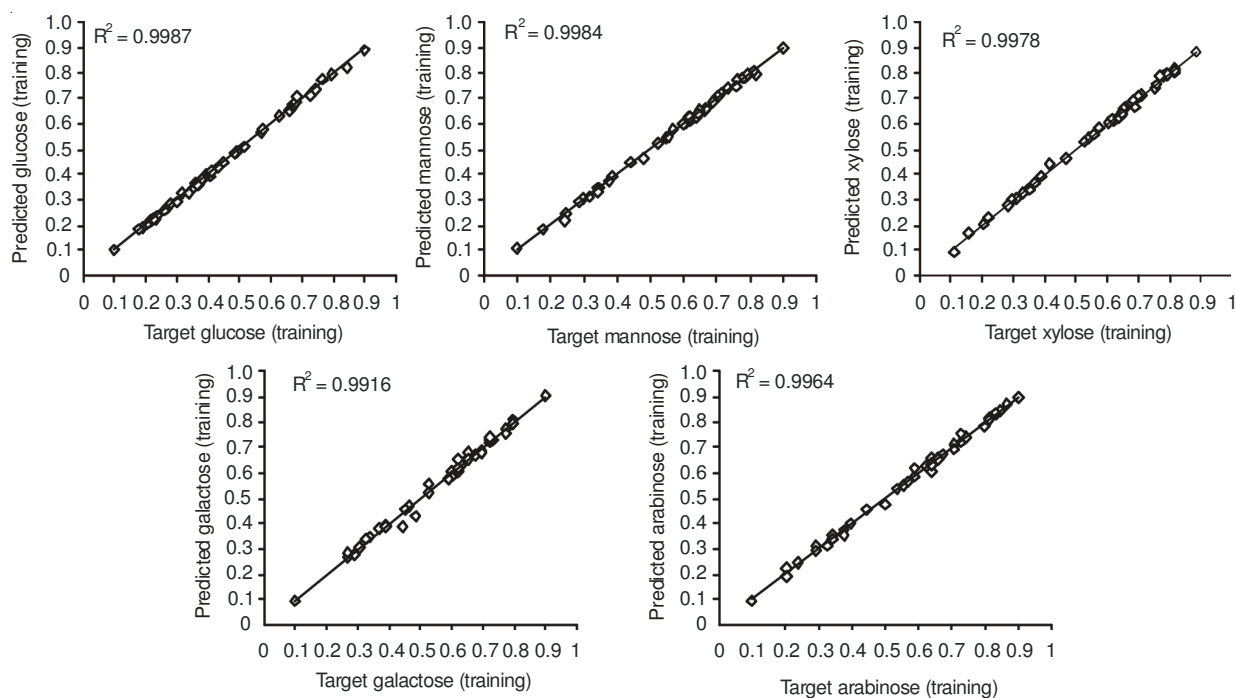 R² = 0.9987
Predicted glucose (training)
1.0
0.9
0.8
0.7
0.6
0.5
0.4
0.3
0.2
0.1
0
0 0.1 0.2 0.3 0.4 0.5 0.6 0.7 0.8 0.9 1
Target glucose (training)
R² = 0.9984
Predicted mannose (training)
1.0
0.9
0.8
0.7
0.6
0.5
0.4
0.3
0.2
0.1
0
0 0.1 0.2 0.3 0.4 0.5 0.6 0.7 0.8 0.9 1
Target mannose (training)
R² = 0.9978
Predicted xylose (training)
1.0
0.9
0.8
0.7
0.6
0.5
0.4
0.3
0.2
0.1
0
0 0.1 0.2 0.3 0.4 0.5 0.6 0.7 0.8 0.9 1
Target xylose (training)
R² = 0.9916
Predicted galactose (training)
1.0
0.9
0.8
0.7
0.6
0.5
0.4
0.3
0.2
0.1
0
0 0.1 0.2 0.3 0.4 0.5 0.6 0.7 0.8 0.9 1
Target galactose (training)
R² = 0.9964
Predicted arabinose (training)
1.0
0.9
0.8
0.7
0.6
0.5
0.4
0.3
0.2
0.1
0
0 0.1 0.2 0.3 0.4 0.5 0.6 0.7 0.8 0.9 1
Target arabinose (training)